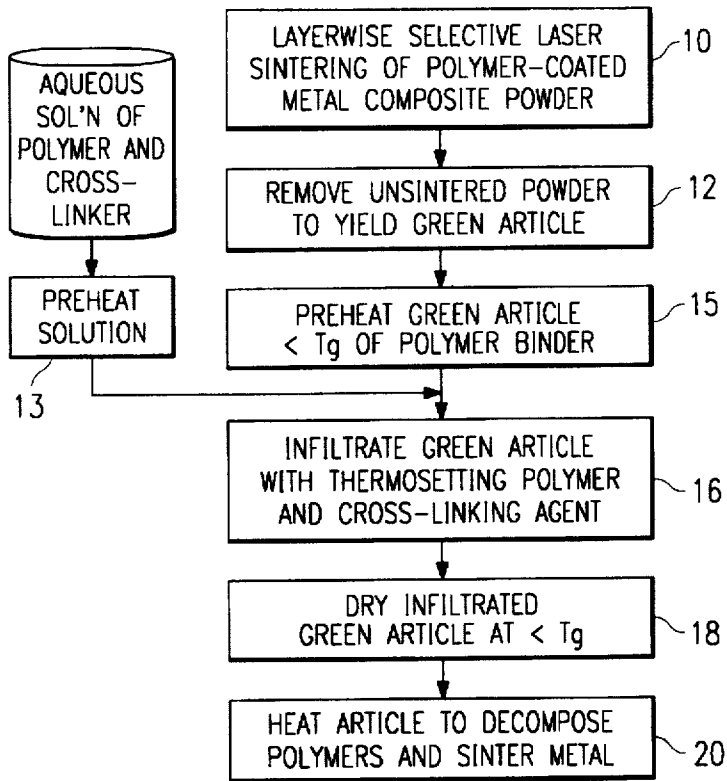 LAYERWISE SELECTIVE LASER
SINTERING OF POLYMER-COATED
METAL COMPOSITE POWDER
10
AQUEOUS
SOL'N OF
POLYMER AND
CROSS-
LINKER
REMOVE UNSINTERED POWDER
TO YIELD GREEN ARTICLE
12
PREHEAT
SOLUTION
13
PREHEAT GREEN ARTICLE
< Tg OF POLYMER BINDER
15
INFILTRATE GREEN ARTICLE
WITH THERMOSETTING POLYMER
AND CROSS-LINKING AGENT
16
DRY INFILTRATED
GREEN ARTICLE AT < Tg
18
HEAT ARTICLE TO DECOMPOSE
POLYMERS AND SINTER METAL
20